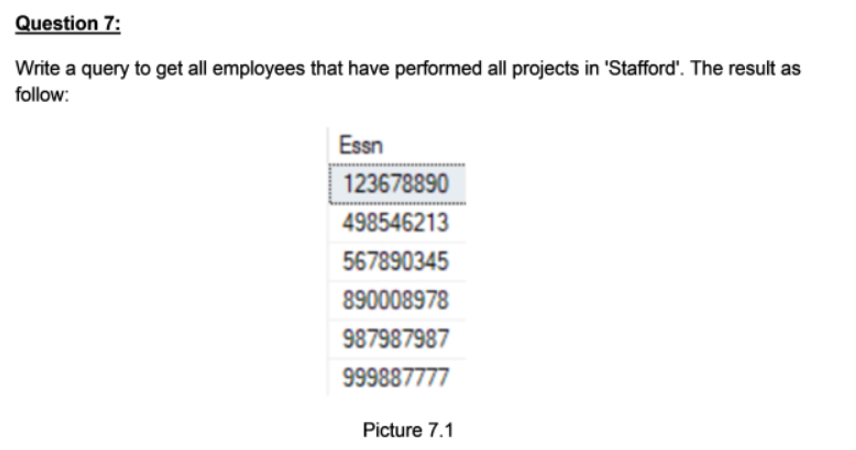 Question 7:
Write a query to get all employees that have performed all projects in 'Stafford'. The result as
follow:
Essn
123678890
498546213
567890345
890008978
987987987
999887777
Picture 7.1